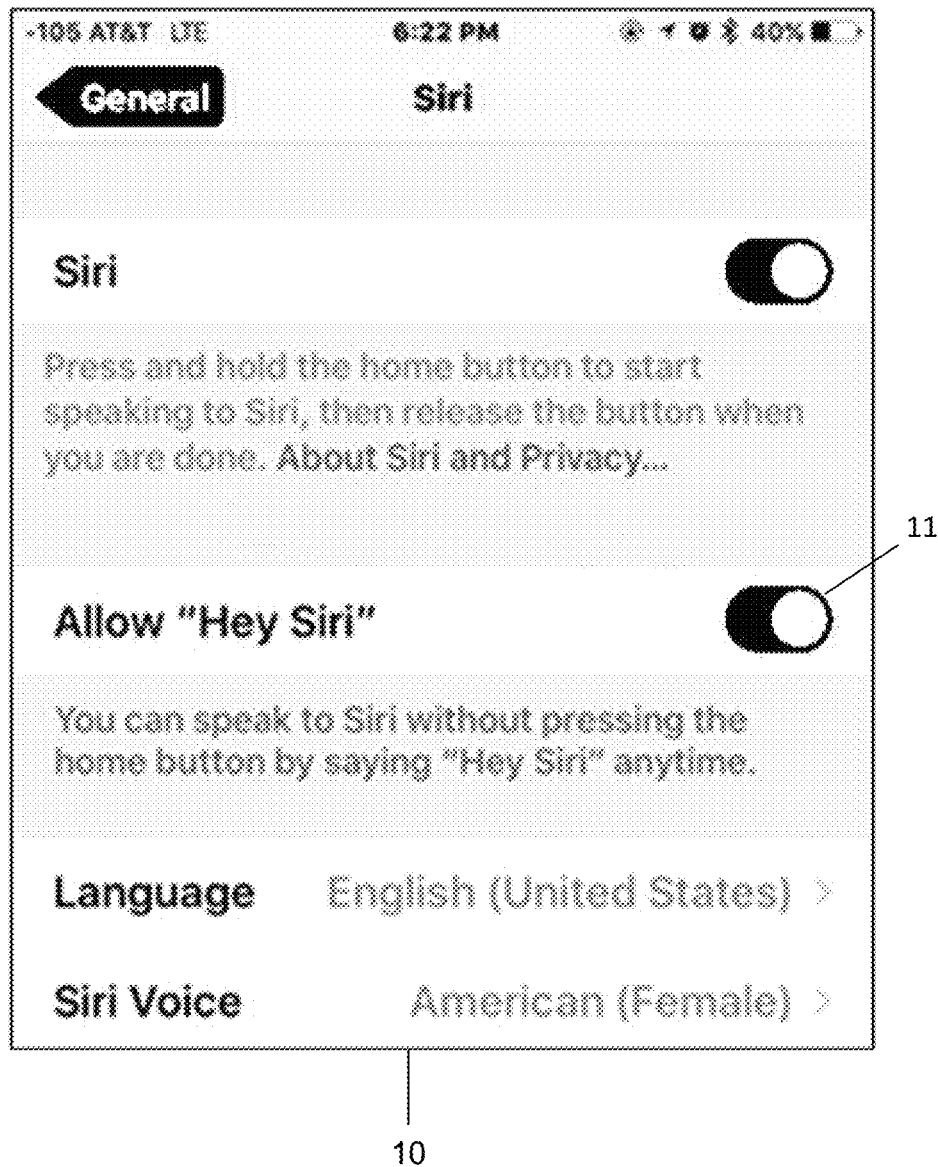 -105 AT&T LTE 6:22 PM 40%
General Siri
Siri
Press and hold the home button to start
speaking to Siri, then release the button when
you are done. About Siri and Privacy...
11
Allow "Hey Siri"
You can speak to Siri without pressing the
home button by saying "Hey Siri" anytime.
Language English (United States) >
Siri Voice American (Female) >
10